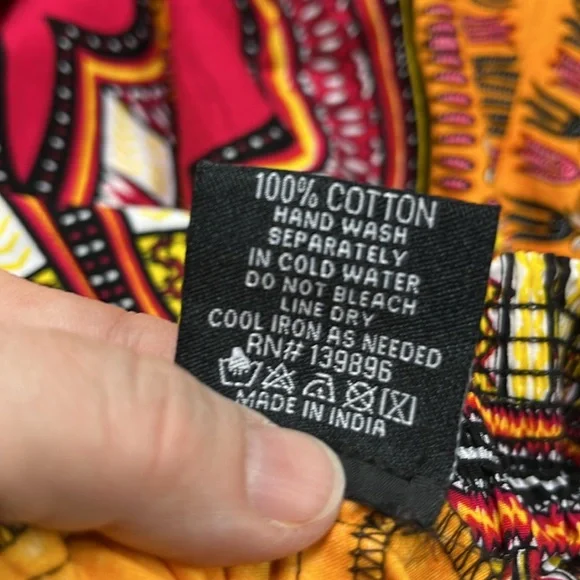 100% COTTON
HAND WASH
SEPARATELY
IN COLD WATER
DO NOT BLEACH
LINE DRY
COOL IRON AS NEEDED
RN# 139896
MADE IN INDIA